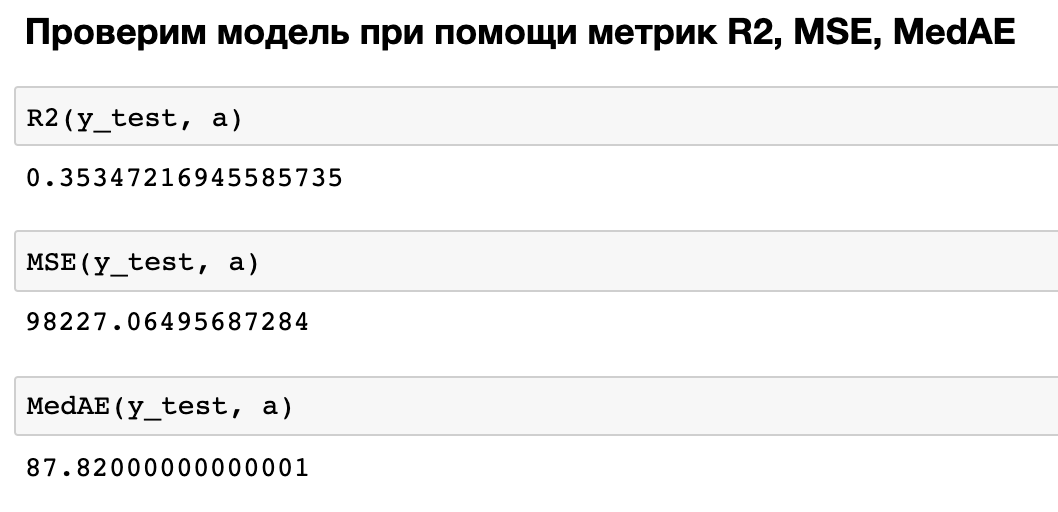 Проверим модель при помощи метрик R2, MSE, MedAE
R2(y_test, a)
0.35347216945585735
MSE(y_test, a)
98227.06495687284
MedAE(y_test, a)
87.82000000000001